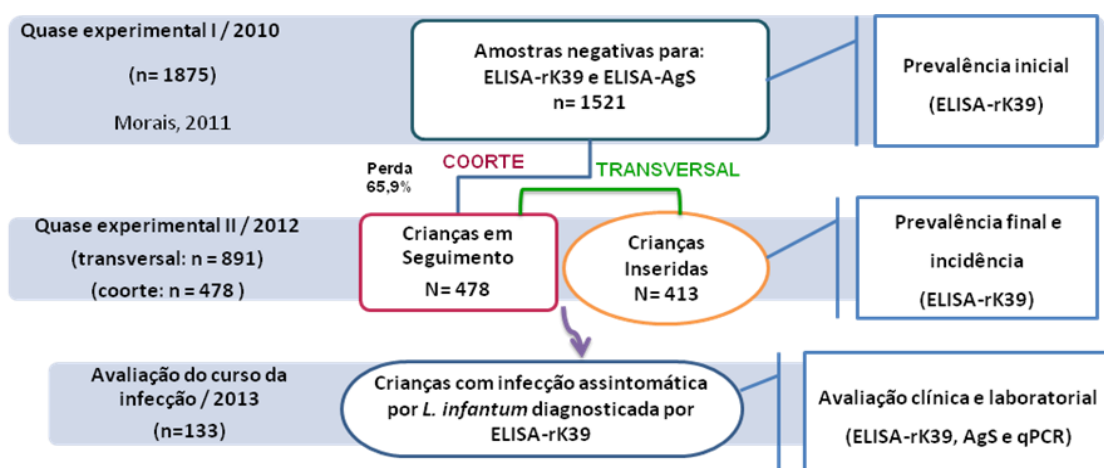 Quase experimental I / 2010
(n= 1875)
Morais, 2011
Amostras negativas para:
ELISA-rK39 e ELISA-AgS
n= 1521
Prevalência inicial
(ELISA-rK39)
Perda
65,9%
COORTE
TRANSVERSAL
Quase experimental II / 2012
(transversal: n = 891)
(coorte: n = 478 )
Crianças em
Seguimento
N= 478
Crianças
Inseridas
N= 413
Prevalência final e
incidência
(ELISA-rK39)
Avaliação do curso da
infecção / 2013
(n=133)
Crianças com infecção assintomática
por L. infantum diagnosticada por
ELISA-rK39
Avaliação clínica e laboratorial
(ELISA-rK39, AgS e qPCR)